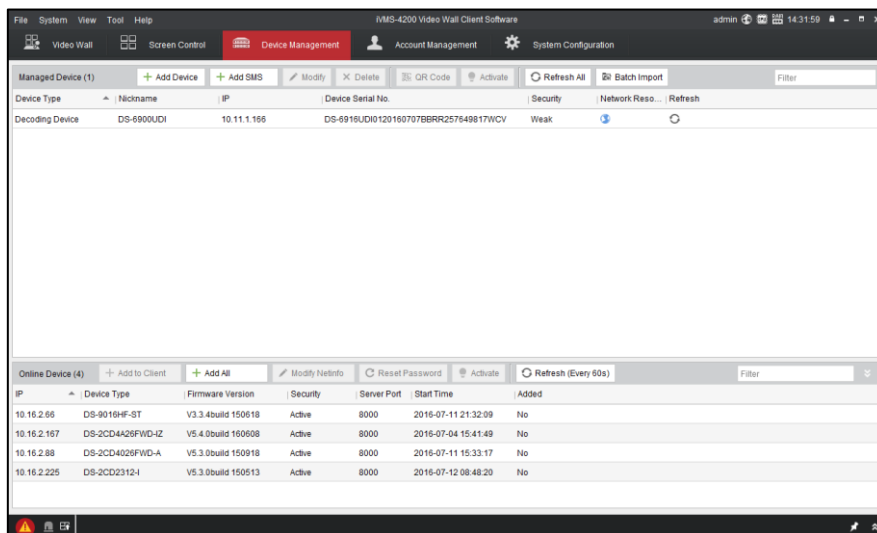 File System View Tool Help iVMS-4200 Video Wall Client Software admin 14:31:59
Video Wall Screen Control Device Management Account Management System Configuration
Managed Device (1) + Add Device + Add SMS Modify Delete QR Code Activate Refresh All Batch Import Filter
Device Type Nickname IP Device Serial No. Security Network Reso... Refresh
Decoding Device DS-6900UDI 10.11.1.166 DS-6916UDI0120160707BBRR257649817WCV Weak
Online Device (4) + Add to Client + Add All Modify Netinfo Reset Password Activate Refresh (Every 60s) Filter
IP Device Type Firmware Version Security Server Port Start Time Added
10.16.2.66 DS-9016HF-ST V3.3.4build 150618 Active 8000 2016-07-11 21:32:09 No
10.16.2.167 DS-2CD4A26FWD-IZ V5.4.0build 160608 Active 8000 2016-07-04 15:41:49 No
10.16.2.88 DS-2CD4026FWD-A V5.3.0build 150918 Active 8000 2016-07-11 15:33:17 No
10.16.2.225 DS-2CD2312-I V5.3.0build 150513 Active 8000 2016-07-12 08:48:20 No